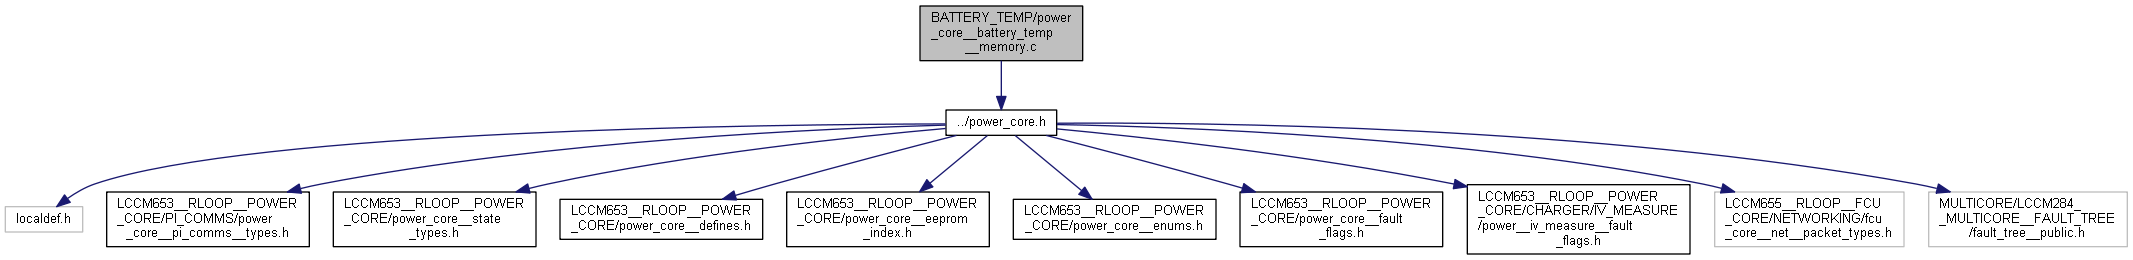 BATTERY_TEMP/power
_core__battery_temp
__memory.c
../power_core.h
localdef.h
LCCM653__RLOOP__POWER
_CORE/PI_COMMS/power
_core__pi_comms__types.h
LCCM653__RLOOP__POWER
_CORE/power_core__state
_types.h
LCCM653__RLOOP__POWER
_CORE/power_core__defines.h
LCCM653__RLOOP__POWER
_CORE/power_core__eeprom
_index.h
LCCM653__RLOOP__POWER
_CORE/power_core__enums.h
LCCM653__RLOOP__POWER
_CORE/power_core__fault
_flags.h
LCCM653__RLOOP__POWER
_CORE/CHARGER/IV_MEASURE
/power__iv_measure__fault
_flags.h
LCCM655__RLOOP__FCU
_CORE/NETWORKING/fcu
_core__net__packet_types.h
MULTICORE/LCCM284_
_MULTICORE__FAULT_TREE
/fault_tree__public.h